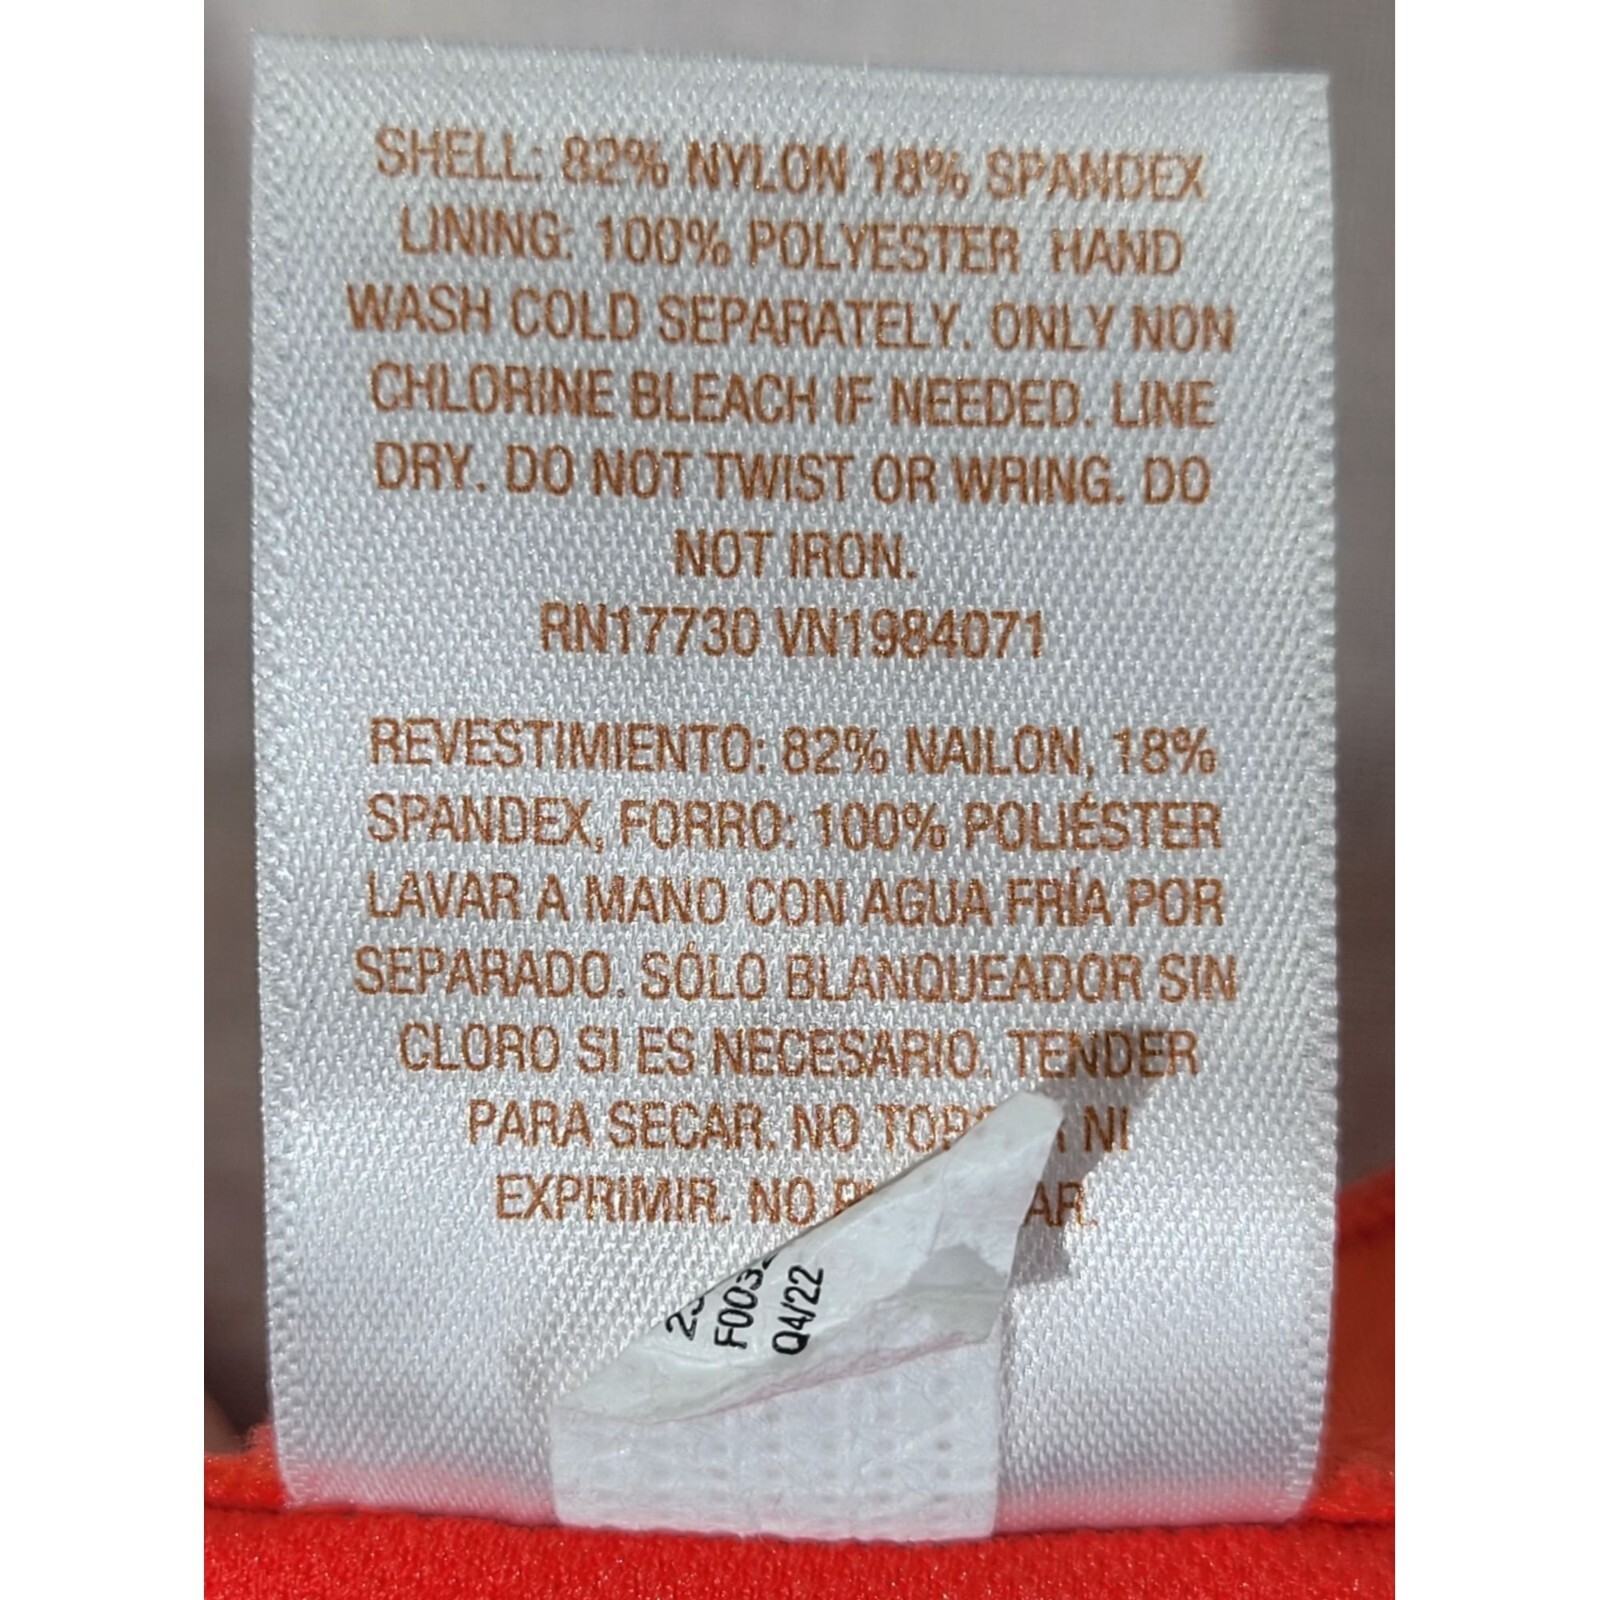 SHELL: 82% NYLON 18% SPANDEX
LINING: 100% POLYESTER HAND
WASH COLD SEPARATELY. ONLY NON
CHLORINE BLEACH IF NEEDED. LINE
DRY. DO NOT TWIST OR WRING. DO
NOT IRON.
RN17730 VN1984071
REVESTIMIENTO: 82% NAILON, 18%
SPANDEX, FORRO: 100% POLIÉSTER
LAVAR A MANO CON AGUA FRÍA POR
SEPARADO. SÓLO BLANQUEADOR SIN
CLORO SI ES NECESARIO. TENDER
PARA SECAR. NO NI
EXPRIMIR. NO
Q4/22